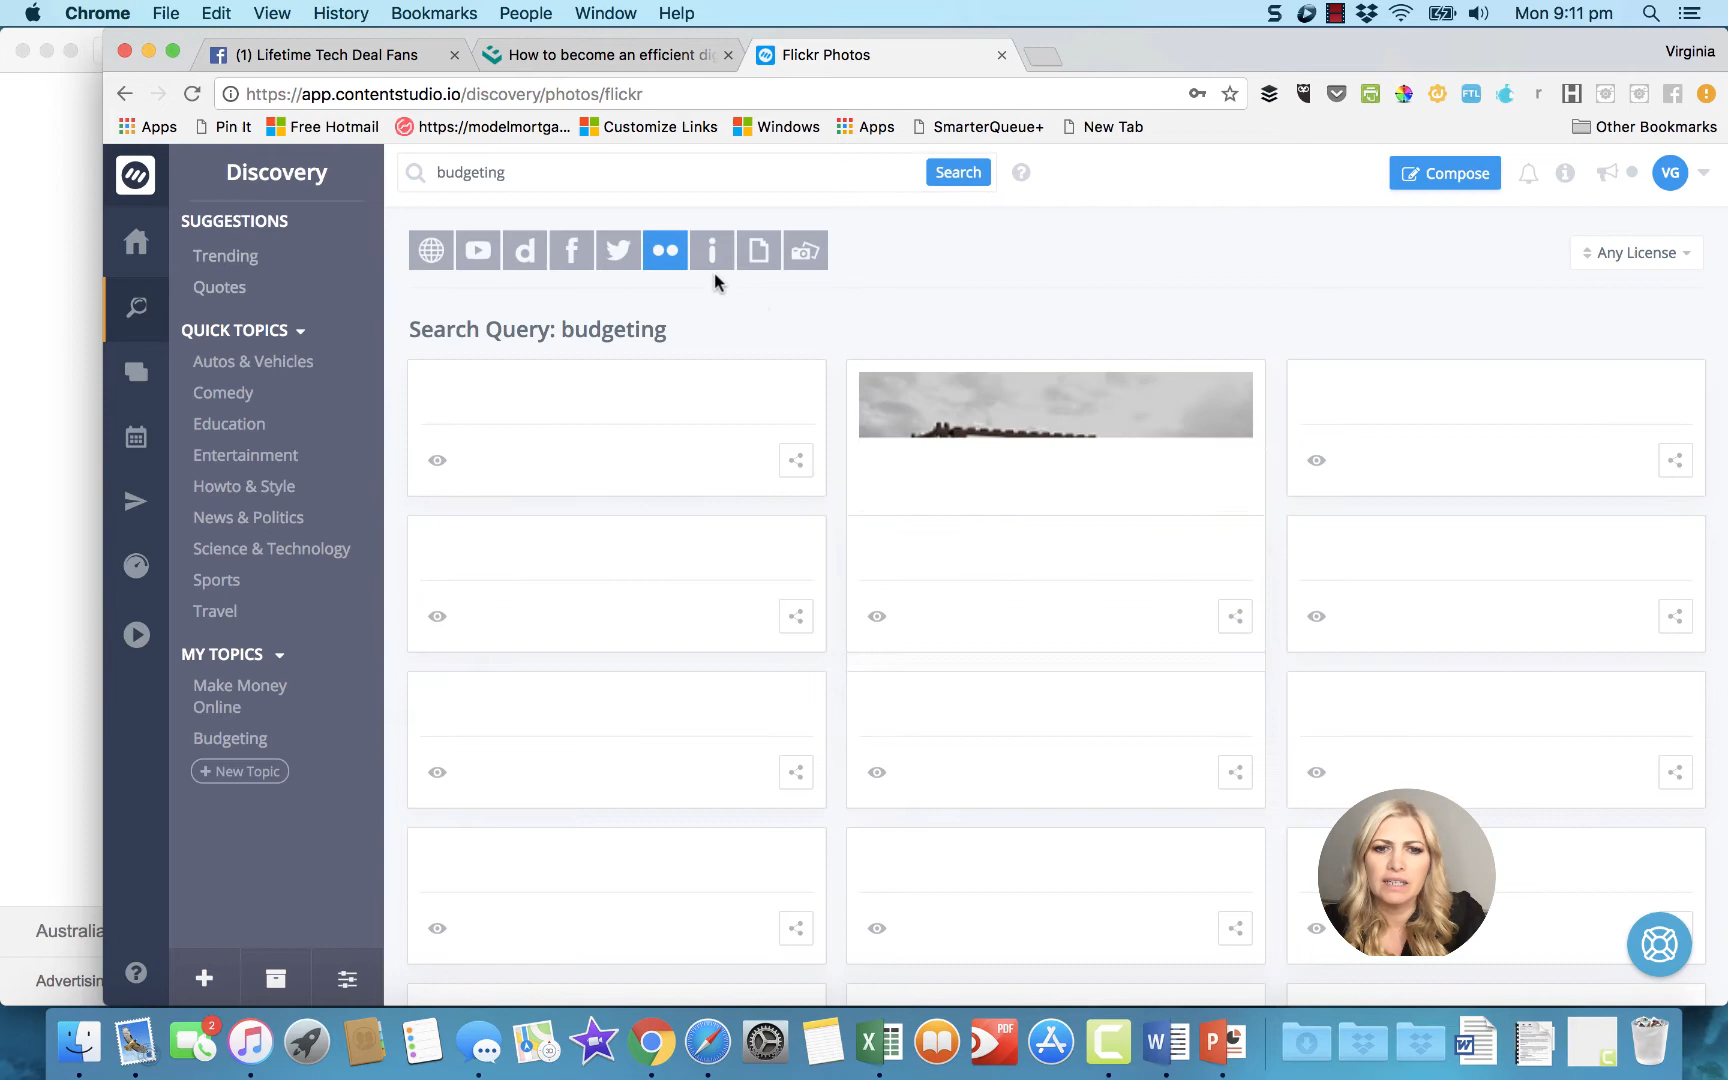 Chrome File Edit View History Bookmarks People Window Help Mon 9:11 pm
(1) Lifetime Tech Deal Fans How to become an efficient di Flickr Photos Virginia
https://app.contentstudio.io/discovery/photos/flickr FTL r H
Apps Pin It Free Hotmail https://modelmortga... Customize Links Windows Apps SmarterQueue+ New Tab Other Bookmarks
Discovery budgeting Search Compose VG
SUGGESTIONS
Trending
Quotes
Any License
QUICK TOPICS
Search Query: budgeting
Autos & Vehicles
Comedy
Education
Entertainment
Howto & Style
News & Politics
Science & Technology
Sports
Travel
MY TOPICS
Make Money
Online
Budgeting
+ New Topic
Australia
Advertisin
2
PDF